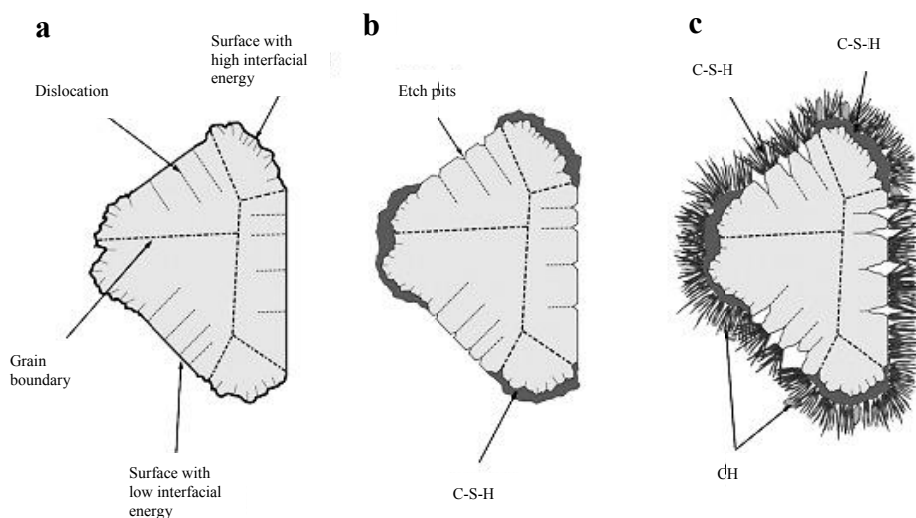 a
Surface with
high interfacial
energy
Dislocation
Grain
boundary
Surface with
low interfacial
energy
b
Etch pits
C-S-H
c
C-S-H
C-S-H
CH